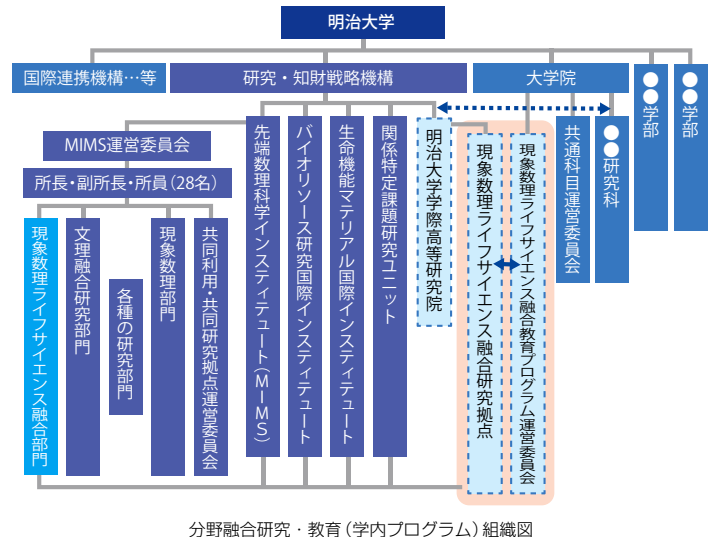 明治大学
国際連携機構…等
研究・知財戦略機構
大学院
●●学部
●●学部
MIMS運営委員会
所長・副所長・所員（28名）
現象数理ライフサイエンス融合部門
文理融合研究部門
各種の研究部門
現象数理部門
共同利用・共同研究拠点運営委員会
先端数理科学インスティテュート（MIMS）
バイオリソース研究国際インスティテュート
生命機能マテリアル国際インスティテュート
関係特定課題研究ユニット
明治大学学際高等研究院
現象数理ライフサイエンス融合研究拠点
現象数理ライフサイエンス融合教育プログラム運営委員会
共通科目運営委員会
●●研究科
分野融合研究・教育（学内プログラム）組織図